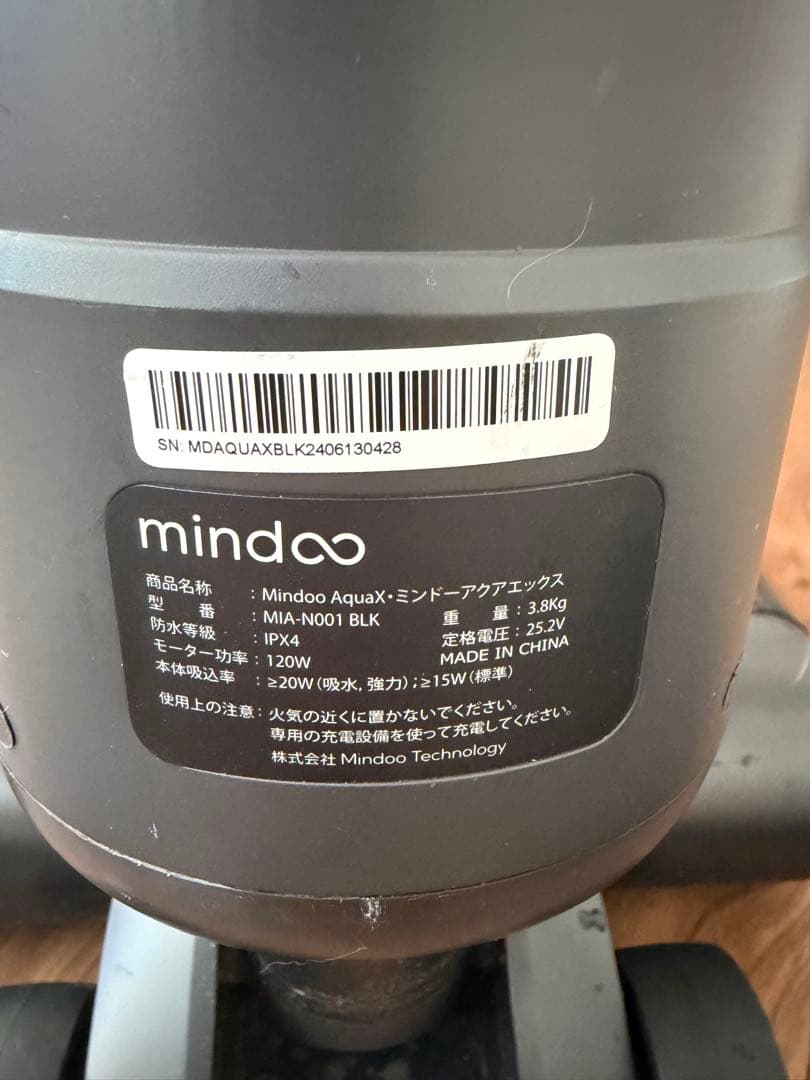 SN: MDAQUAXBLK2406130428
mindoo
商品名称 : Mindoo AquaX・ミンドーアクアエックス
型 番 : MIA-N001 BLK 重 量 : 3.8Kg
防水等級 : IPX4 定格電圧 : 25.2V
モーター功率 : 120W MADE IN CHINA
本体吸込率 : ≥20W（吸水, 強力）; ≥15W（標準）
使用上の注意 : 火気の近くに置かないでください。
専用の充電設備を使って充電してください。
株式会社 Mindoo Technology